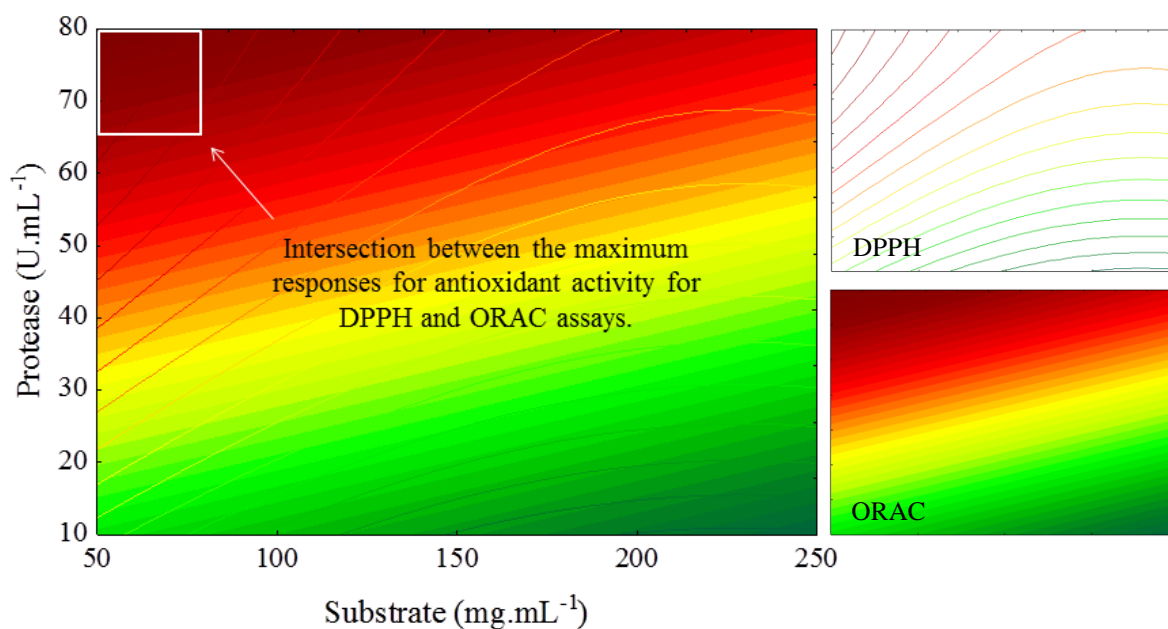 80
70
60
50
40
30
20
10
Protease (U.mL⁻¹)
50
100
150
200
250
Substrate (mg.mL⁻¹)
Intersection between the maximum
responses for antioxidant activity for
DPPH and ORAC assays.
DPPH
ORAC